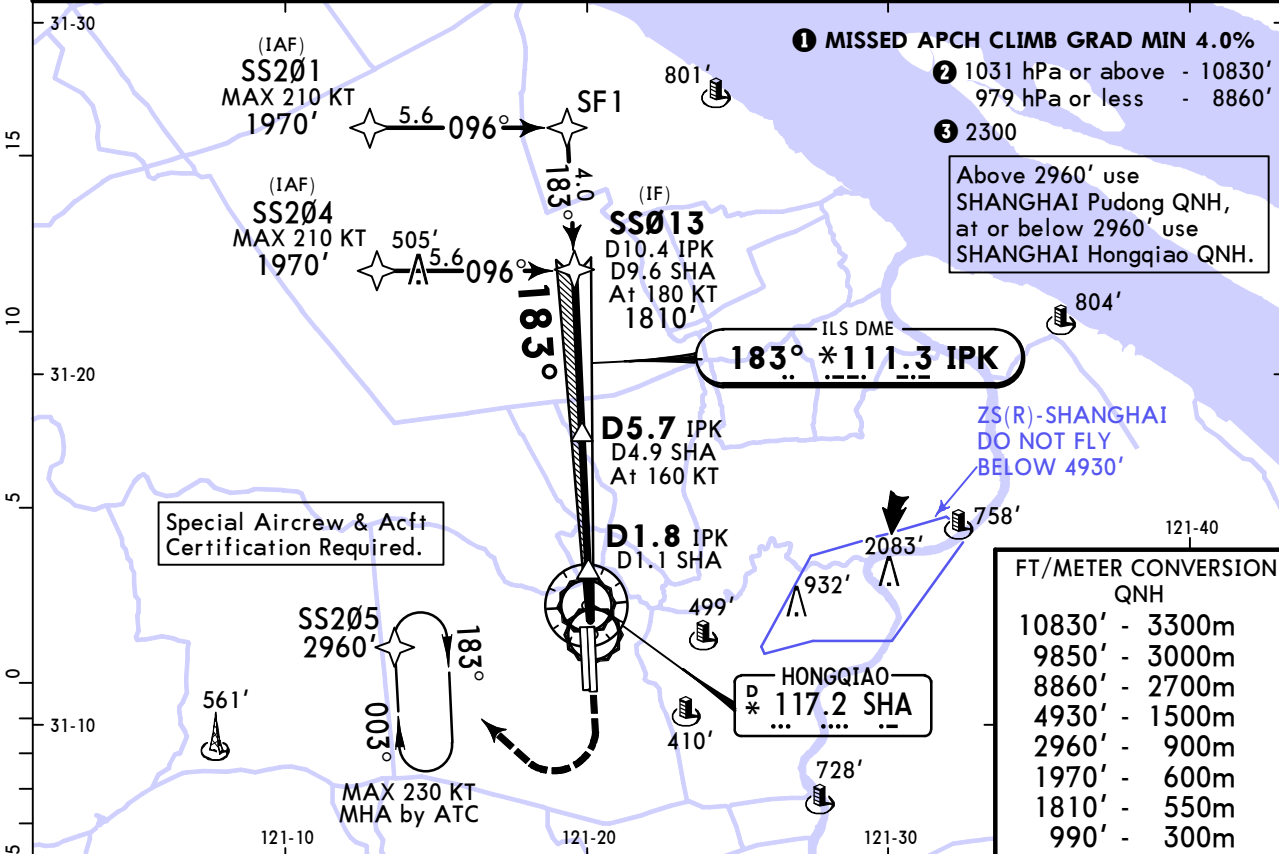 31-30
(IAF)
SS2Ø1
MAX 210 KT
1970'
5.6
096°
SF1
801'
❶ MISSED APCH CLIMB GRAD MIN 4.0%
❷ 1031 hPa or above - 10830'
979 hPa or less - 8860'
❸ 2300
Above 2960' use
SHANGHAI Pudong QNH,
at or below 2960' use
SHANGHAI Hongqiao QNH.
15
183°
4.0
(IAF)
SS2Ø4
MAX 210 KT
1970'
505'
5.6
096°
(IF)
SSØ13
D10.4 IPK
D9.6 SHA
At 180 KT
1810'
183°
804'
10
31-20
ILS DME
183° *111.3 IPK
D5.7 IPK
D4.9 SHA
At 160 KT
ZS(R)-SHANGHAI
DO NOT FLY
BELOW 4930'
5
Special Aircrew & Acft
Certification Required.
D1.8 IPK
D1.1 SHA
758'
2083'
932'
121-40
499'
SS2Ø5
2960'
183°
003°
MAX 230 KT
MHA by ATC
HONGQIAO
D
* 117.2 SHA
0
561'
31-10
410'
728'
FT/METER CONVERSION
QNH
10830' - 3300m
9850' - 3000m
8860' - 2700m
4930' - 1500m
2960' - 900m
1970' - 600m
1810' - 550m
990' - 300m
5
121-10
121-20
121-30